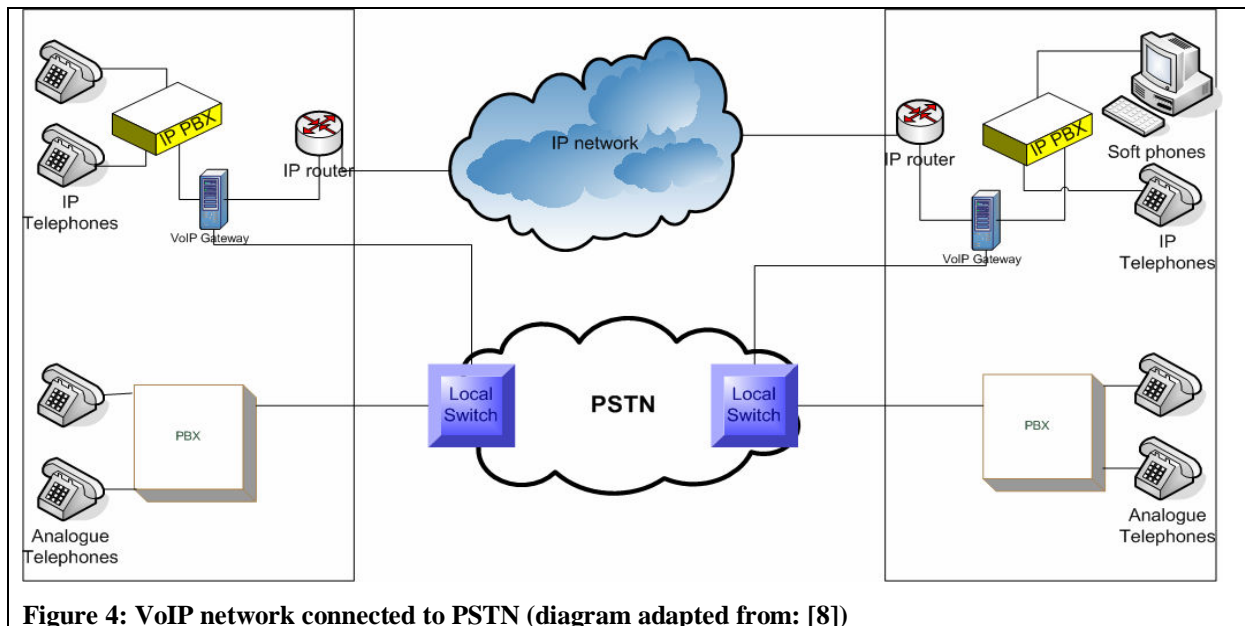 IP PBX
IP
Telephones
VoIP Gateway
IP router
IP network
IP router
IP PBX
Soft phones
VoIP Gateway
IP
Telephones
PBX
Analogue
Telephones
Local
Switch
PSTN
Local
Switch
PBX
Analogue
Telephones
Figure 4: VoIP network connected to PSTN (diagram adapted from: [8])